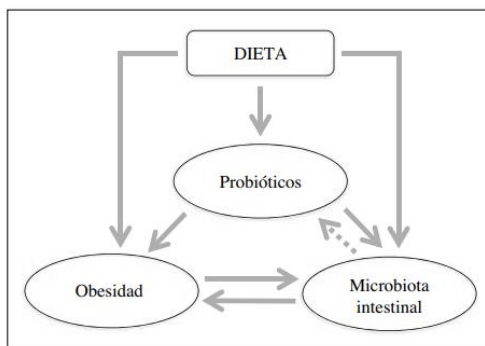 DIETA
Probióticos
Obesidad
Microbiota
intestinal